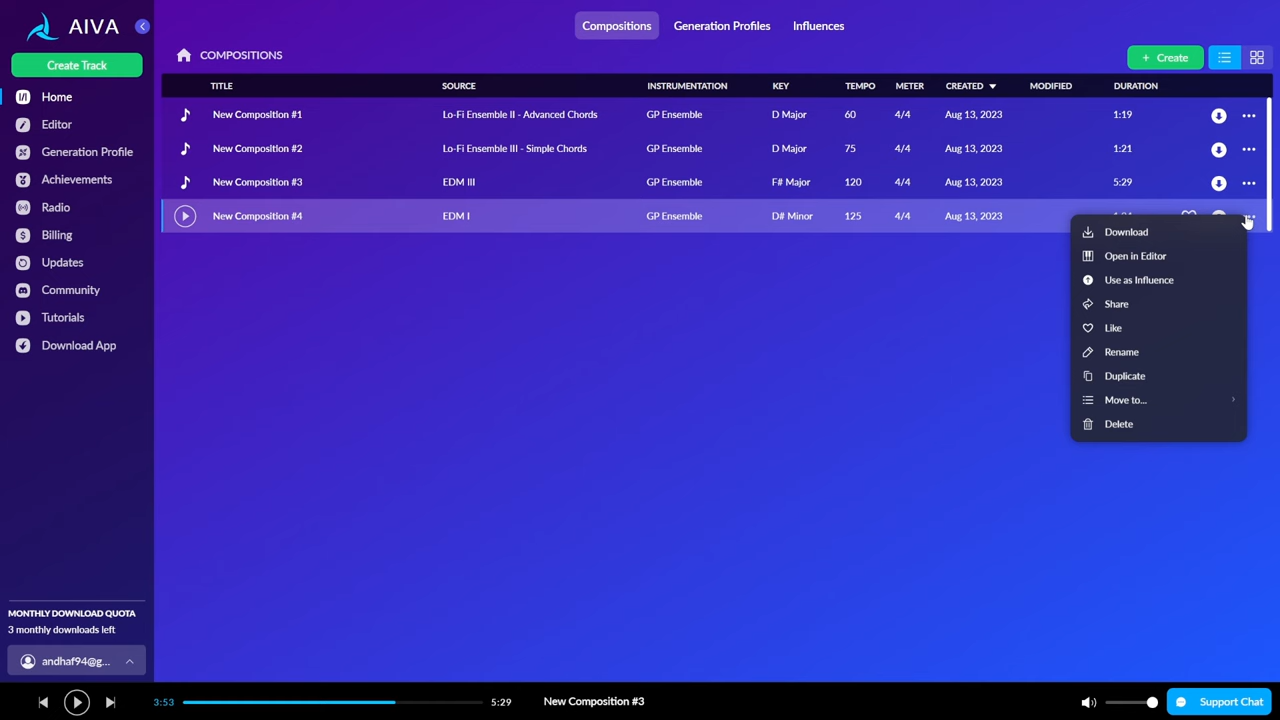 AIVA
Create Track
Home
Editor
Generation Profile
Achievements
Radio
Billing
Updates
Community
Tutorials
Download App
MONTHLY DOWNLOAD QUOTA
3 monthly downloads left
andhaf94@g...
Compositions Generation Profiles Influences
COMPOSITIONS
+ Create
TITLE SOURCE INSTRUMENTATION KEY TEMPO METER CREATED MODIFIED DURATION
New Composition #1 Lo-Fi Ensemble II - Advanced Chords GP Ensemble D Major 60 4/4 Aug 13, 2023 1:19
New Composition #2 Lo-Fi Ensemble III - Simple Chords GP Ensemble D Major 75 4/4 Aug 13, 2023 1:21
New Composition #3 EDM III GP Ensemble F# Major 120 4/4 Aug 13, 2023 5:29
New Composition #4 EDM I GP Ensemble D# Minor 125 4/4 Aug 13, 2023
Download
Open in Editor
Use as Influence
Share
Like
Rename
Duplicate
Move to...
Delete
3:53 5:29 New Composition #3 Support Chat